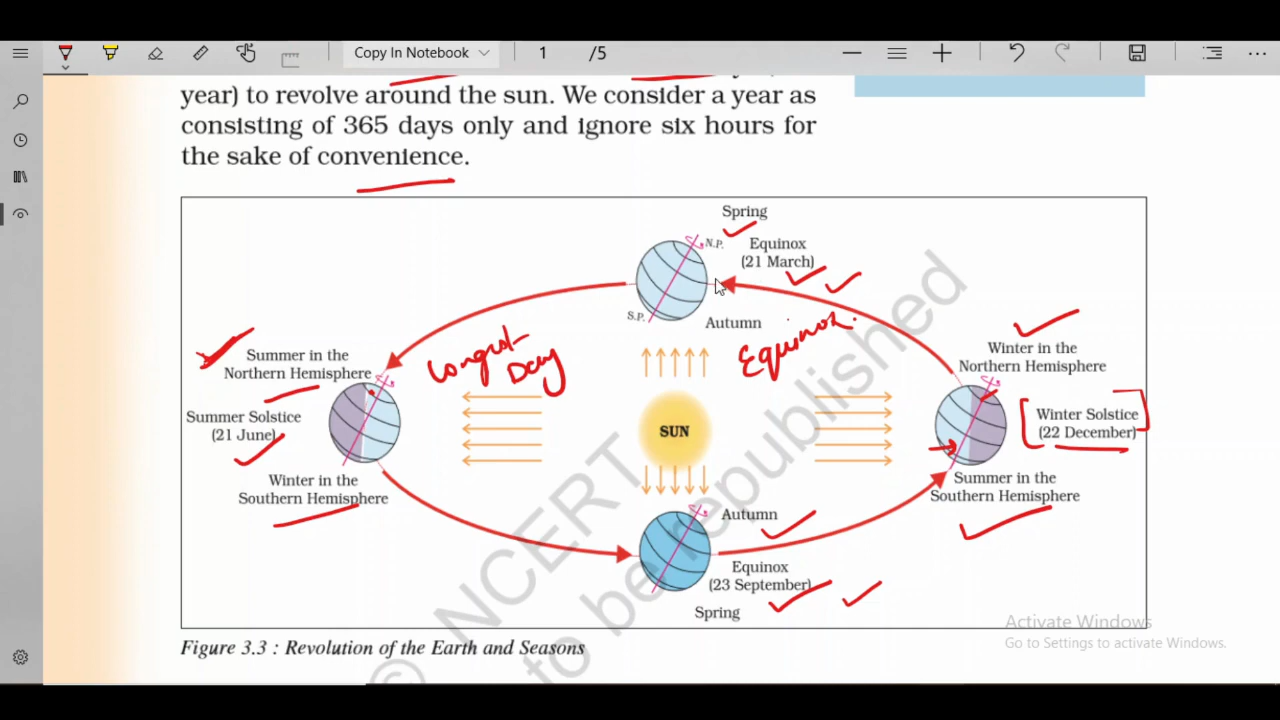 Copy In Notebook
1 /5
year) to revolve around the sun. We consider a year as
consisting of 365 days only and ignore six hours for
the sake of convenience.
Spring
N.P.
Equinox
(21 March)
S.P.
Autumn
Equinox
Longest
Day
Summer in the
Northern Hemisphere
Winter in the
Northern Hemisphere
Summer Solstice
(21 June)
SUN
Winter Solstice
(22 December)
Winter in the
Southern Hemisphere
Summer in the
Southern Hemisphere
Autumn
Equinox
(23 September)
Spring
© NCERT
to be republished
Figure 3.3 : Revolution of the Earth and Seasons
Activate Windows
Go to Settings to activate Windows.